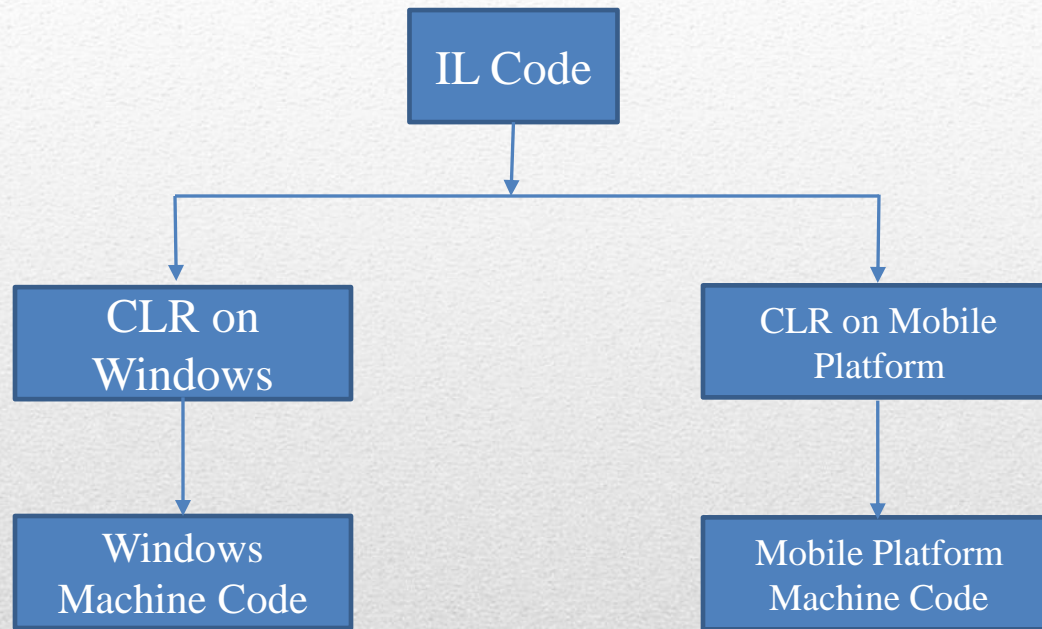 IL Code
CLR on
Windows
CLR on Mobile
Platform
Windows
Machine Code
Mobile Platform
Machine Code